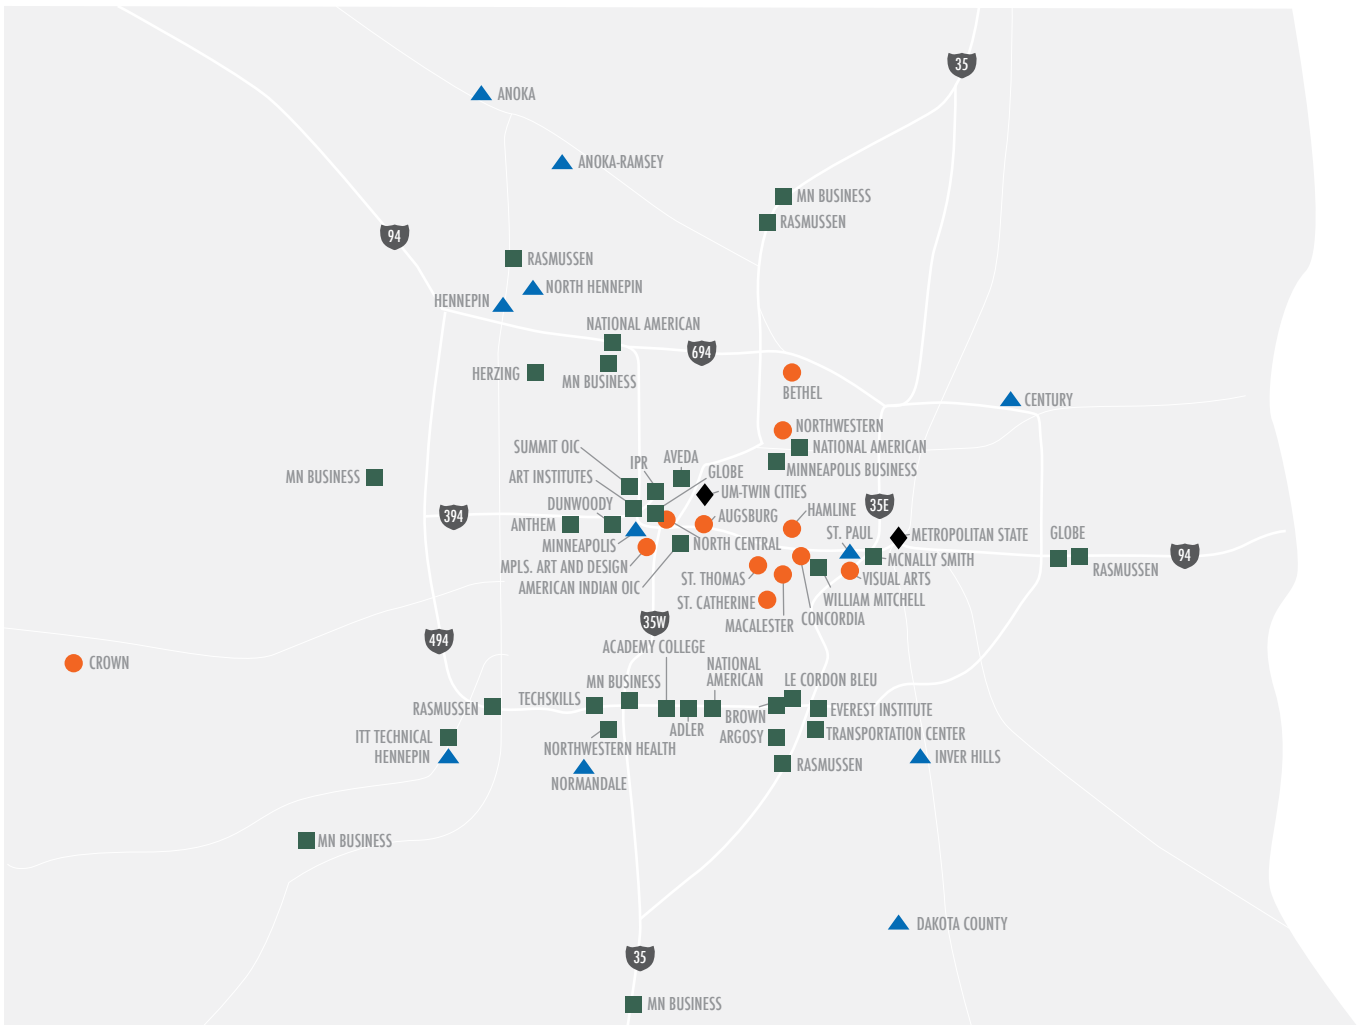 35
ANOKA
ANOKA-RAMSEY
MN BUSINESS
RASMUSSEN
94
RASMUSSEN
NORTH HENNEPIN
HENNEPIN
NATIONAL AMERICAN
694
HERZING
MN BUSINESS
BETHEL
CENTURY
NORTHWESTERN
SUMMIT OIC
NATIONAL AMERICAN
IPR
AVEDA
MINNEAPOLIS BUSINESS
MN BUSINESS
ART INSTITUTES
GLOBE
UM-TWIN CITIES
DUNWOODY
35E
HAMLINE
394
ANTHEM
AUGSBURG
ST. PAUL
METROPOLITAN STATE
GLOBE
MINNEAPOLIS
NORTH CENTRAL
94
MCNALLY SMITH
MPLS. ART AND DESIGN
RASMUSSEN
ST. THOMAS
VISUAL ARTS
AMERICAN INDIAN OIC
ST. CATHERINE
WILLIAM MITCHELL
35W
CONCORDIA
MACALESTER
494
ACADEMY COLLEGE
CROWN
NATIONAL
AMERICAN
MN BUSINESS
LE CORDON BLEU
TECHSKILLS
RASMUSSEN
BROWN
EVEREST INSTITUTE
ADLER
ITT TECHNICAL
ARGOSY
TRANSPORTATION CENTER
NORTHWESTERN HEALTH
HENNEPIN
INVER HILLS
RASMUSSEN
NORMANDALE
MN BUSINESS
DAKOTA COUNTY
35
MN BUSINESS